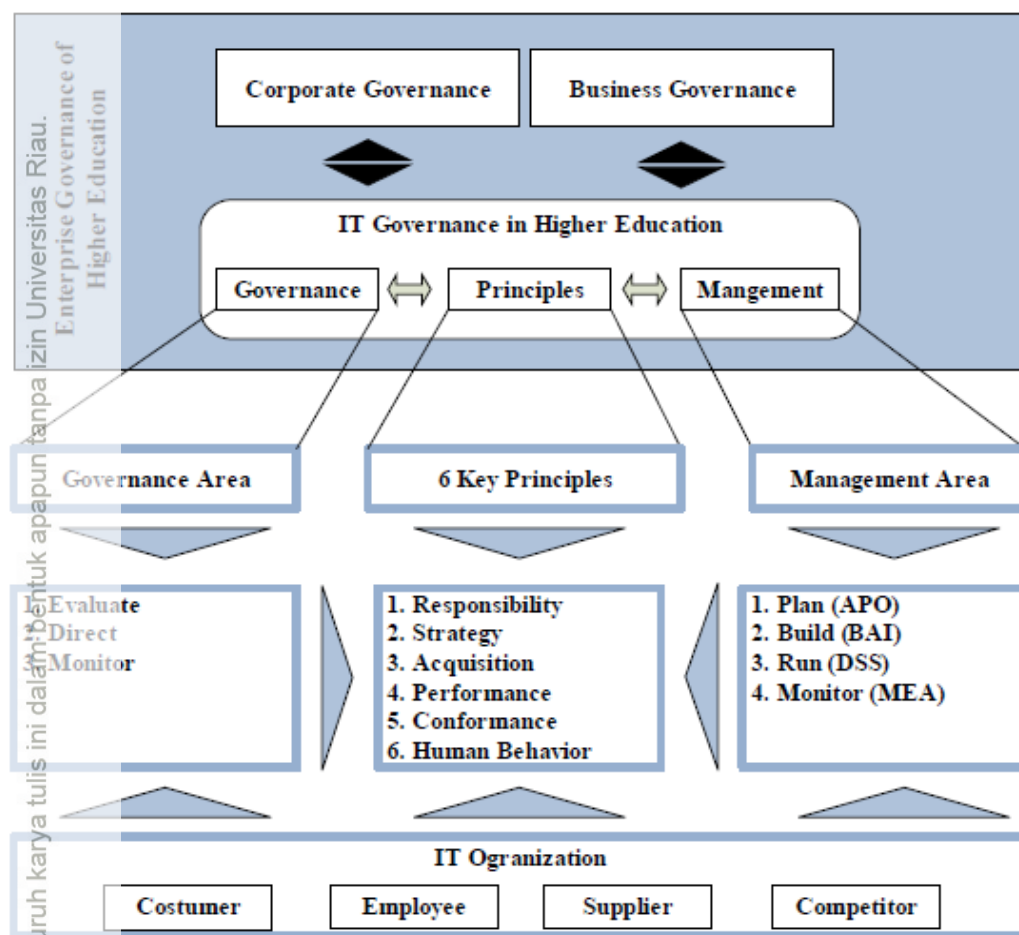 Enterprise Governance of
Higher Education
Corporate Governance
Business Governance
IT Governance in Higher Education
Governance
Principles
Mangement
Governance Area
6 Key Principles
Management Area
1. Evaluate
2. Direct
3. Monitor
1. Responsibility
2. Strategy
3. Acquisition
4. Performance
5. Conformance
6. Human Behavior
1. Plan (APO)
2. Build (BAI)
3. Run (DSS)
4. Monitor (MEA)
IT Ogranization
Costumer
Employee
Supplier
Competitor
karya tulis ini dalam bentuk apapun tanpa izin Universitas Riau.